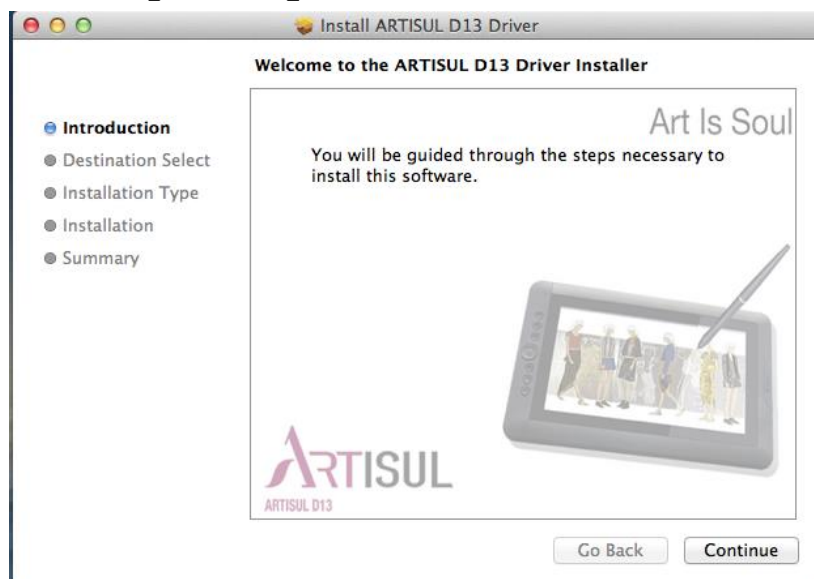 Install ARTISUL D13 Driver
Welcome to the ARTISUL D13 Driver Installer
Introduction
Destination Select
Installation Type
Installation
Summary
Art Is Soul
You will be guided through the steps necessary to
install this software.
ARTISUL
ARTISUL D13
Go Back
Continue